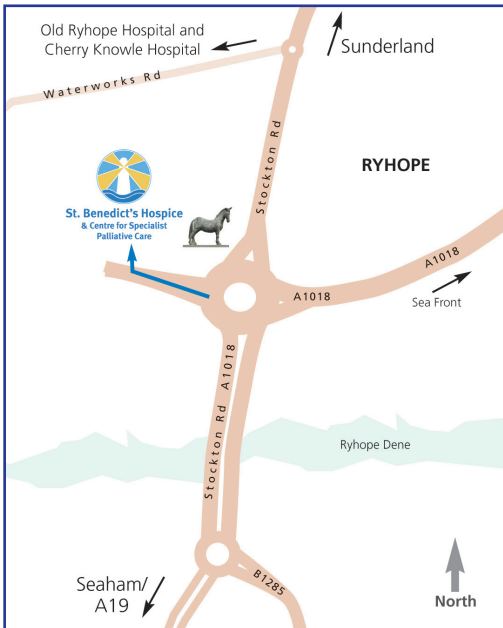 Old Ryhope Hospital and
Cherry Knowle Hospital
Sunderland
Waterworks Rd
Stockton Rd
RYHOPE
St. Benedict's Hospice
& Centre for Specialist
Palliative Care
A1018
A1018
Sea Front
Stockton Rd A1018
Ryhope Dene
B1285
Seaham/
A19
North